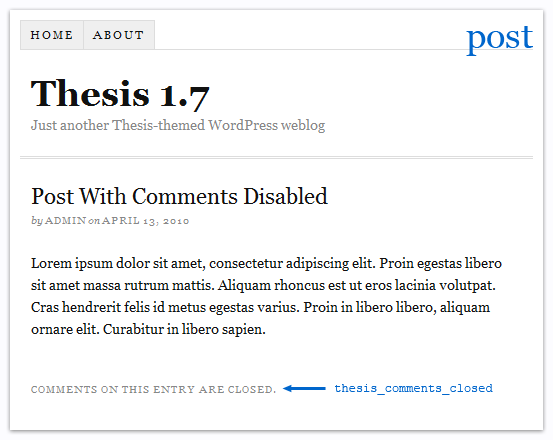 HOME ABOUT
post
Thesis 1.7
Just another Thesis-themed WordPress weblog
Post With Comments Disabled
by ADMIN on APRIL 13, 2010
Lorem ipsum dolor sit amet, consectetur adipiscing elit. Proin egestas libero
sit amet massa rutrum mattis. Aliquam rhoncus est ut eros lacinia volutpat.
Cras hendrerit felis id metus egestas varius. Proin in libero libero, aliquam
ornare elit. Curabitur in libero sapien.
COMMENTS ON THIS ENTRY ARE CLOSED. thesis_comments_closed